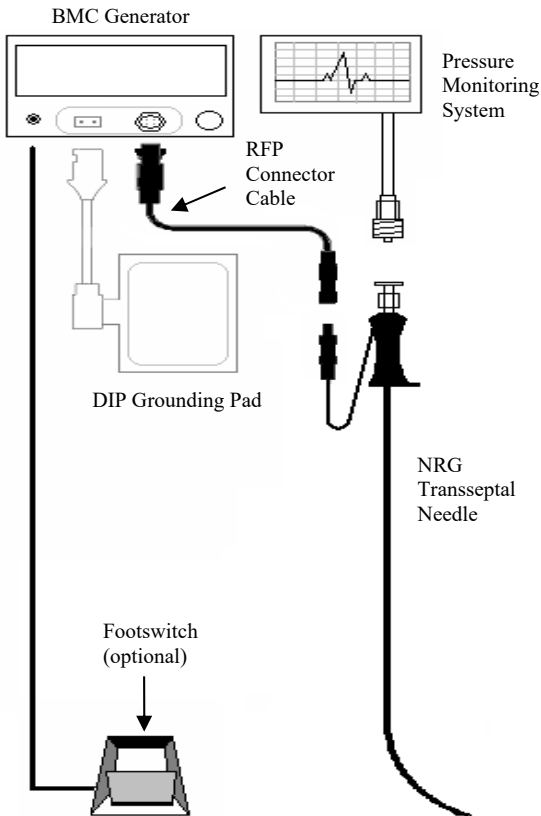 BMC Generator
Pressure
Monitoring
System
RFP
Connector
Cable
DIP Grounding Pad
NRG
Transseptal
Needle
Footswitch
(optional)